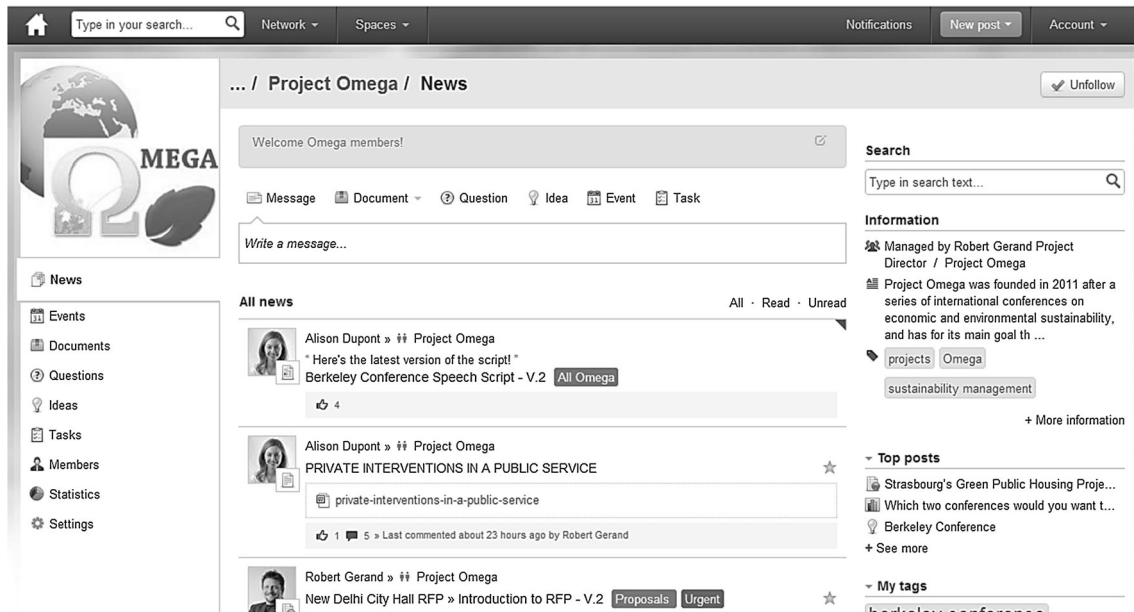 Type in your search...
Network
Spaces
Notifications
New post
Account
... / Project Omega / News
Unfollow
Ω MEGA
Welcome Omega members!
Message
Document
Question
Idea
Event
Task
Write a message...
News
Events
Documents
Questions
Ideas
Tasks
Members
Statistics
Settings
All news
All · Read · Unread
Alison Dupont » Project Omega
" Here's the latest version of the script! "
Berkeley Conference Speech Script - V.2 All Omega
4
Alison Dupont » Project Omega
PRIVATE INTERVENTIONS IN A PUBLIC SERVICE
private-interventions-in-a-public-service
1 5 » Last commented about 23 hours ago by Robert Gerand
Robert Gerand » Project Omega
New Delhi City Hall RFP » Introduction to RFP - V.2 Proposals Urgent
Search
Type in search text...
Information
Managed by Robert Gerand Project
Director / Project Omega
Project Omega was founded in 2011 after a
series of international conferences on
economic and environmental sustainability,
and has for its main goal th ...
projects Omega
sustainability management
+ More information
Top posts
Strasbourg's Green Public Housing Proje...
Which two conferences would you want t...
Berkeley Conference
+ See more
My tags
berkeley conference